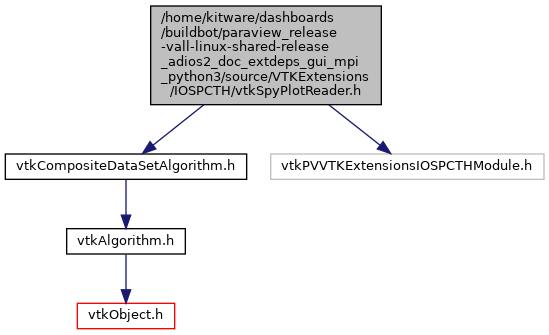 /home/kitware/dashboards
/buildbot/paraview_release
-vall-linux-shared-release
_adios2_doc_extdeps_gui_mpi
_python3/source/VTKExtensions
/IOSPCTH/vtkSpyPlotReader.h
vtkCompositeDataSetAlgorithm.h
vtkPVVTKExtensionsIOSPCTHModule.h
vtkAlgorithm.h
vtkObject.h